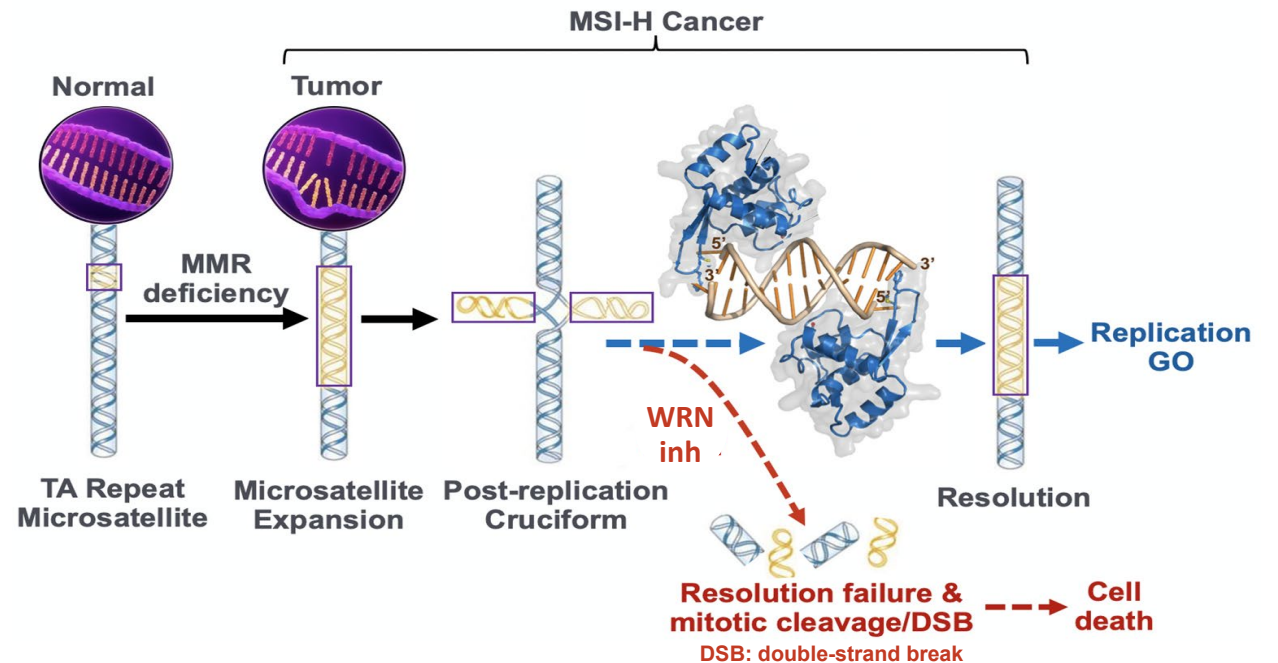 MSI-H Cancer
Normal
Tumor
MMR
deficiency
5’
3’
3’
5’
Replication
GO
WRN
inh
TA Repeat
Microsatellite
Microsatellite
Expansion
Post-replication
Cruciform
Resolution
Resolution failure &
mitotic cleavage/DSB
DSB: double-strand break
Cell
death